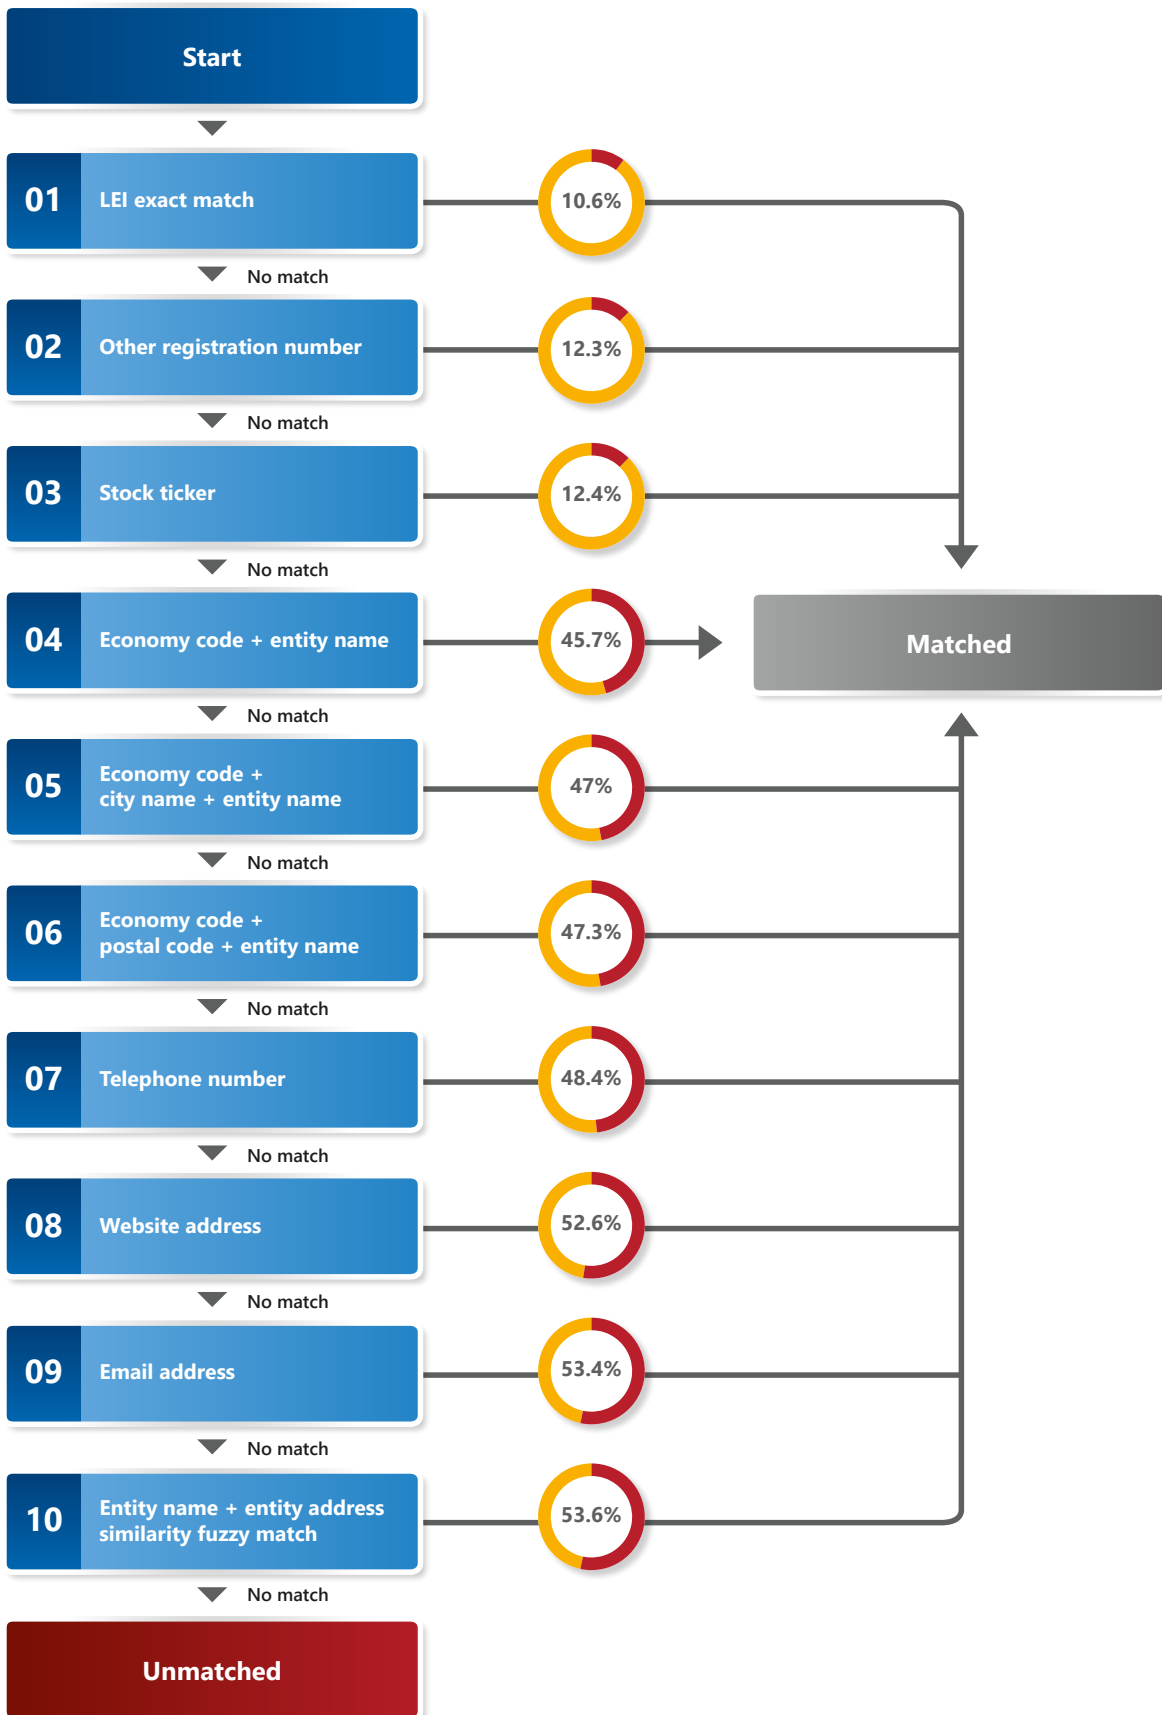 Start
01
LEI exact match
10.6%
No match
02
Other registration number
12.3%
No match
03
Stock ticker
12.4%
No match
04
Economy code + entity name
45.7%
Matched
No match
05
Economy code +
city name + entity name
47%
No match
06
Economy code +
postal code + entity name
47.3%
No match
07
Telephone number
48.4%
No match
08
Website address
52.6%
No match
09
Email address
53.4%
No match
10
Entity name + entity address
similarity fuzzy match
53.6%
No match
Unmatched